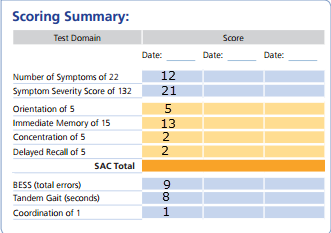 Scoring Summary:
Test Domain Score
Date: Date: Date:
Number of Symptoms of 22 12
Symptom Severity Score of 132 21
Orientation of 5 5
Immediate Memory of 15 13
Concentration of 5 2
Delayed Recall of 5 2
SAC Total
BESS (total errors) 9
Tandem Gait (seconds) 8
Coordination of 1 1